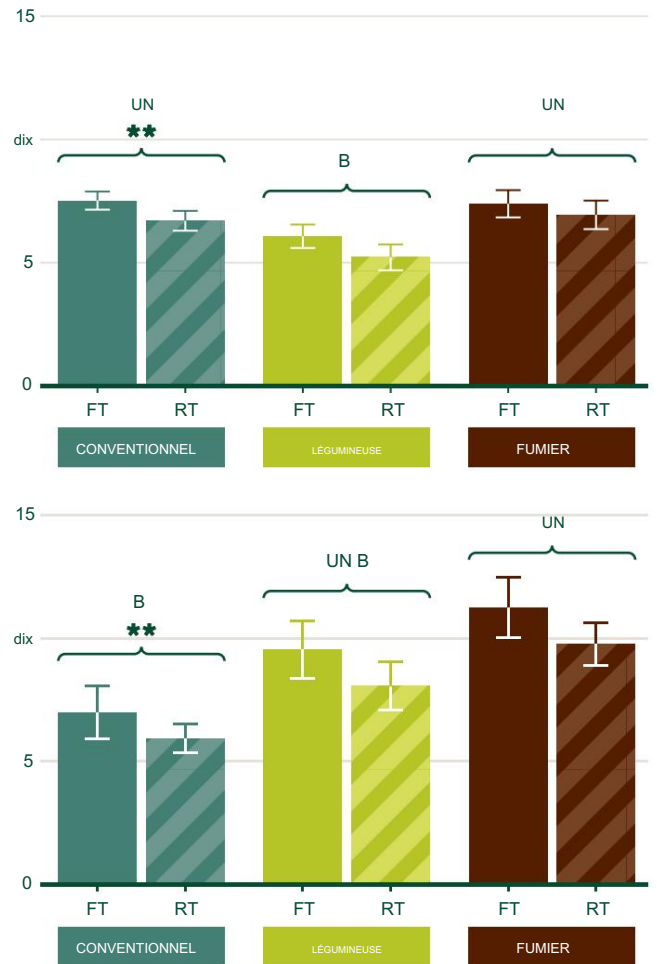 15
UN
UN
**
dix
B
5
0
FT RT FT RT FT RT
CONVENTIONNEL LÉGUMINEUSE FUMIER
15
UN
UN B
B
**
dix
5
0
FT RT FT RT FT RT
CONVENTIONNEL LÉGUMINEUSE FUMIER